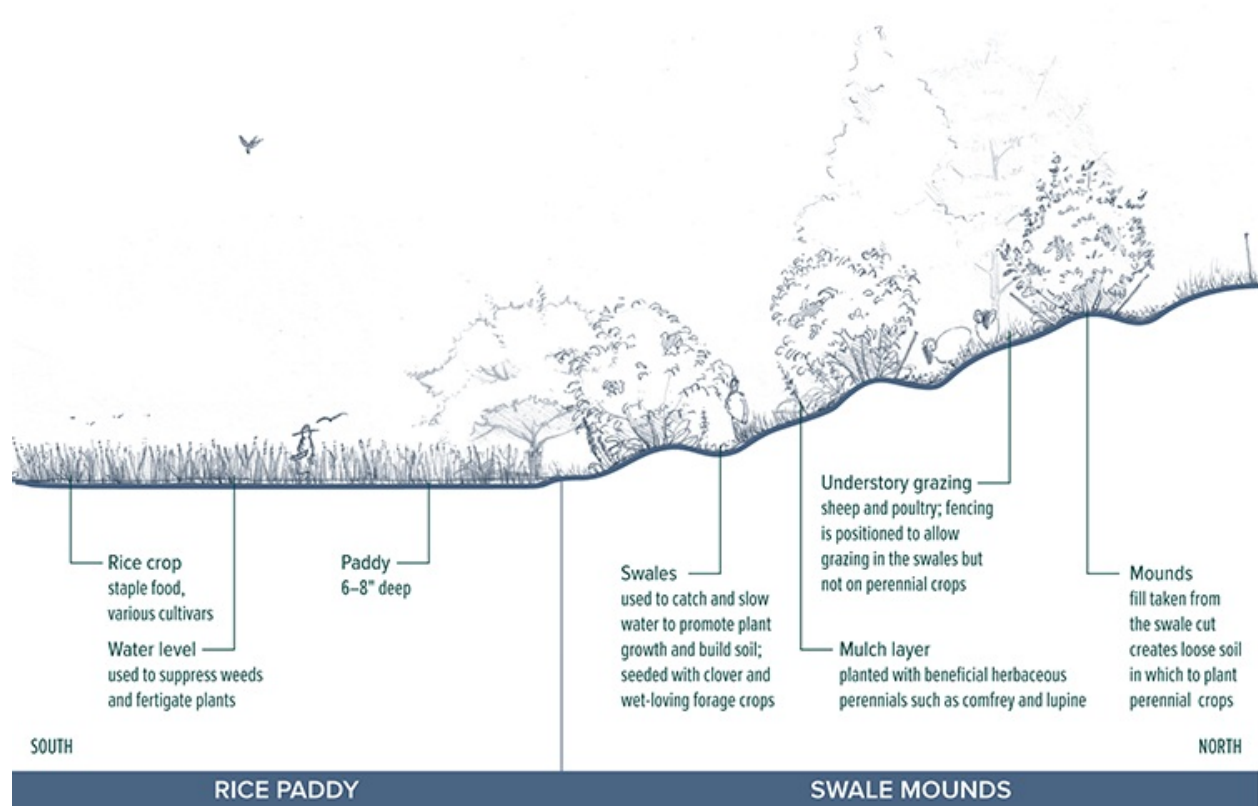 Rice crop
staple food,
various cultivars
Water level
used to suppress weeds
and fertigate plants
Paddy
6–8" deep
Swales
used to catch and slow
water to promote plant
growth and build soil;
seeded with clover and
wet-loving forage crops
Understory grazing
sheep and poultry; fencing
is positioned to allow
grazing in the swales but
not on perennial crops
Mulch layer
planted with beneficial herbaceous
perennials such as comfrey and lupine
Mounds
fill taken from
the swale cut
creates loose soil
in which to plant
perennial crops
SOUTH
NORTH
RICE PADDY
SWALE MOUNDS